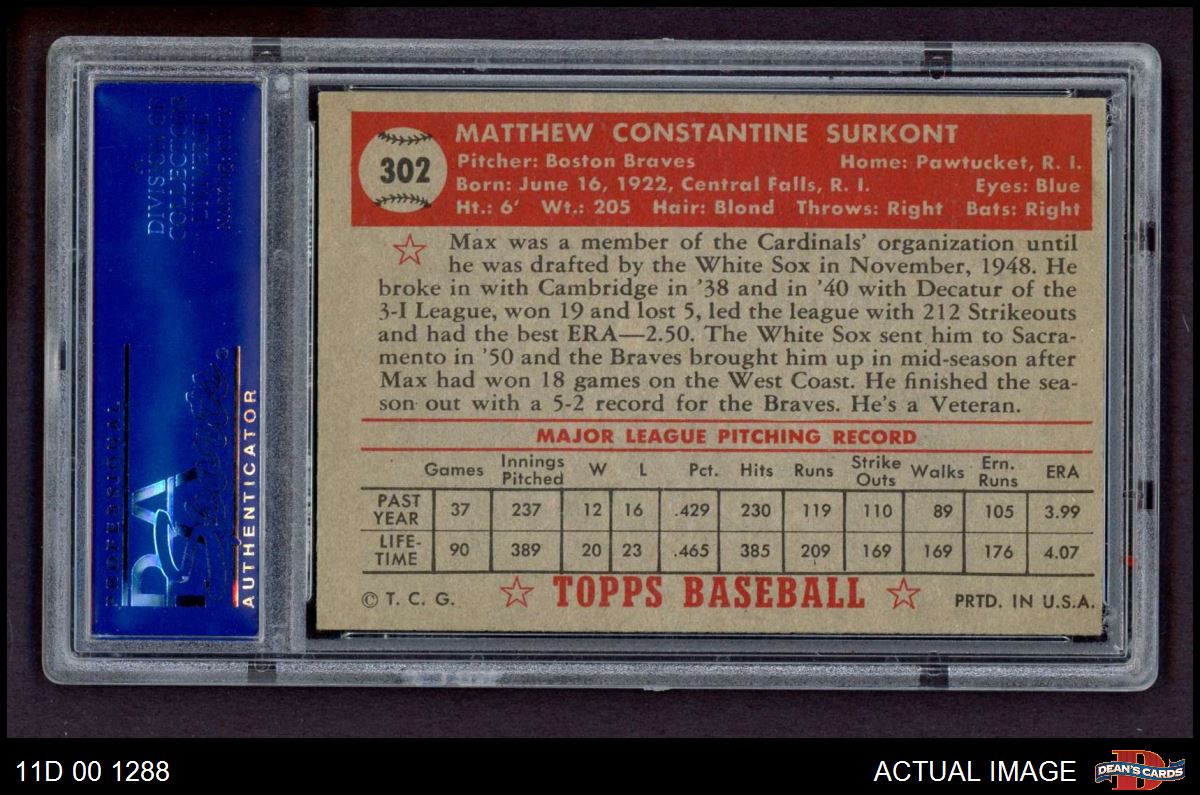 MATTHEW CONSTANTINE SURKONT
302
Pitcher: Boston Braves Home: Pawtucket, R. I.
Born: June 16, 1922, Central Falls, R. I. Eyes: Blue
Ht.: 6' Wt.: 205 Hair: Blond Throws: Right Bats: Right
Max was a member of the Cardinals' organization until
he was drafted by the White Sox in November, 1948. He
broke in with Cambridge in '38 and in '40 with Decatur of the
3-I League, won 19 and lost 5, led the league with 212 Strikeouts
and had the best ERA—2.50. The White Sox sent him to Sacra-
mento in '50 and the Braves brought him up in mid-season after
Max had won 18 games on the West Coast. He finished the sea-
son out with a 5-2 record for the Braves. He's a Veteran.
MAJOR LEAGUE PITCHING RECORD
Games Innings Pitched W L Pct. Hits Runs Strike Outs Walks Ern. Runs ERA
PAST YEAR 37 237 12 16 .429 230 119 110 89 105 3.99
LIFE-TIME 90 389 20 23 .465 385 209 169 169 176 4.07
© T. C. G. TOPPS BASEBALL PRTD. IN U.S.A.
DIVISION OF
COLLECTORS
UNIVERSE
PROFESSIONAL
PSA
AUTHENTICATOR
11D 00 1288
ACTUAL IMAGE
DEAN'S CARDS